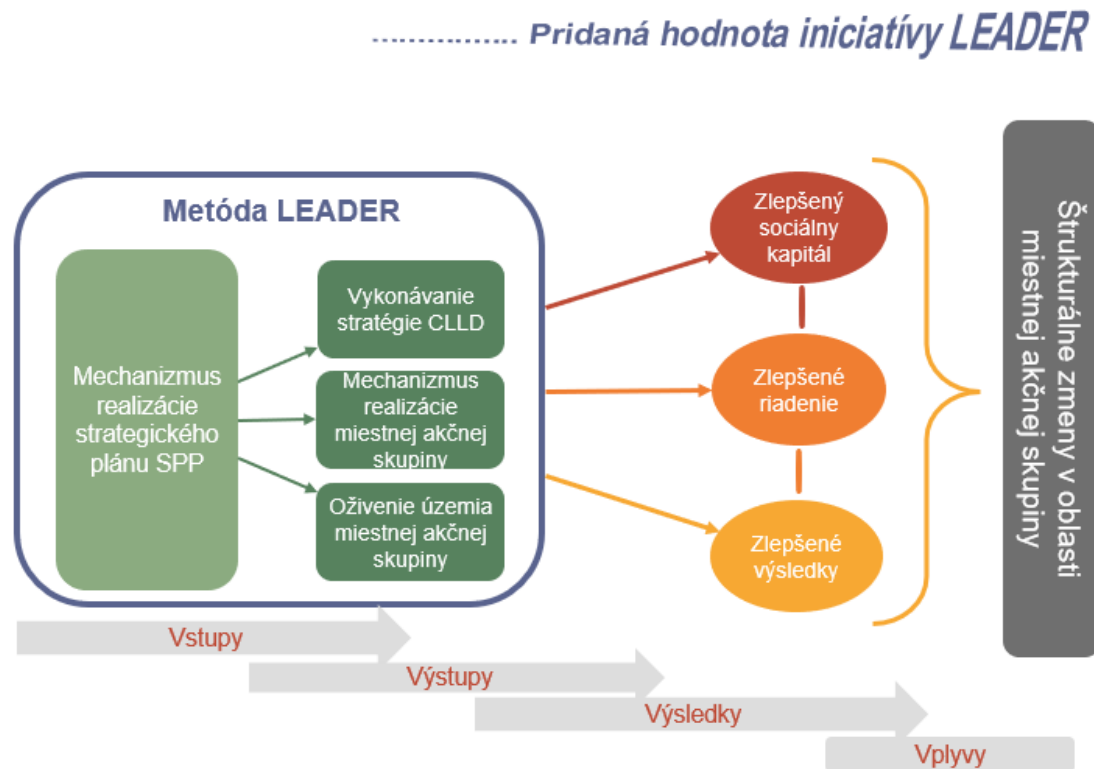 ............... Pridaná hodnota iniciatívy LEADER
Metóda LEADER
Mechanizmus
realizácie
strategického
plánu SPP
Vykonávanie
stratégie CLLD
Mechanizmus
realizácie
miestnej akčnej
skupiny
Oživenie územia
miestnej akčnej
skupiny
Zlepšený
sociálny
kapitál
Zlepšené
riadenie
Zlepšené
výsledky
Štrukturálne zmeny v oblasti
miestnej akčnej skupiny
Vstupy
Výstupy
Výsledky
Vplyvy